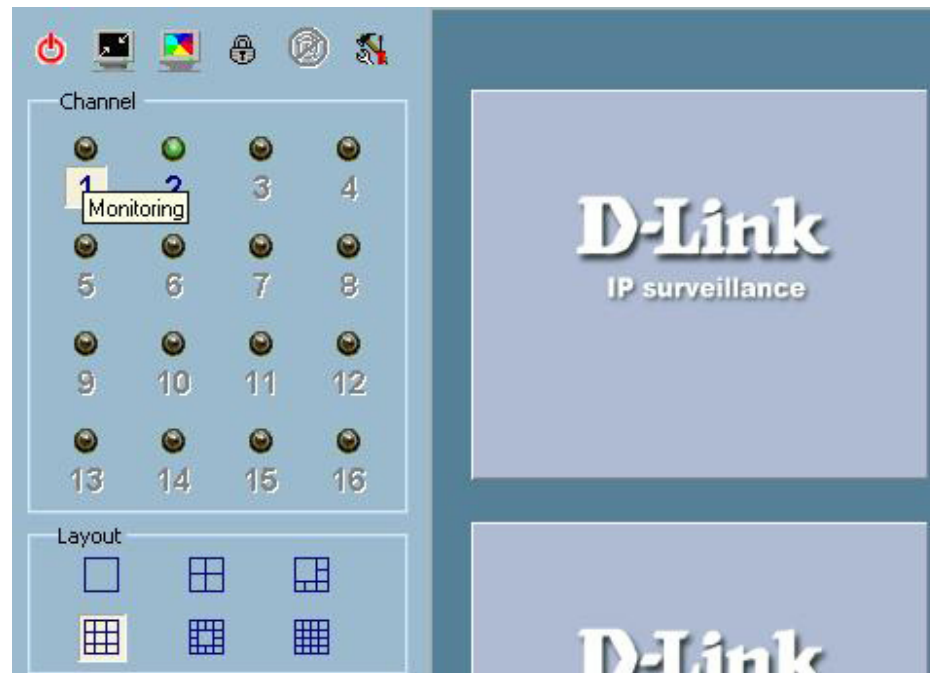 Channel
1 2 3 4
Monitoring
5 6 7 8
9 10 11 12
13 14 15 16
Layout
D-Link
IP surveillance
D-Link